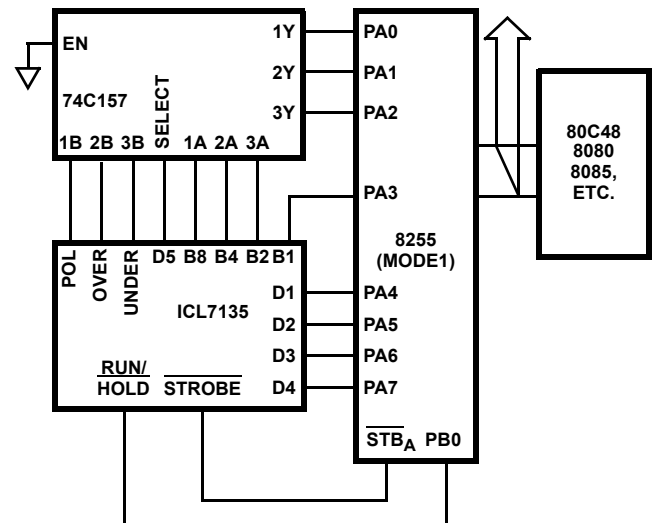 EN
74C157
1Y
2Y
3Y
1B 2B 3B SELECT 1A 2A 3A
PA0
PA1
PA2
PA3
8255
(MODE1)
PA4
PA5
PA6
PA7
STBA PB0
80C48
8080
8085,
ETC.
POL OVER UNDER D5 B8 B4 B2 B1
ICL7135
D1
D2
D3
D4
RUN/
HOLD STROBE